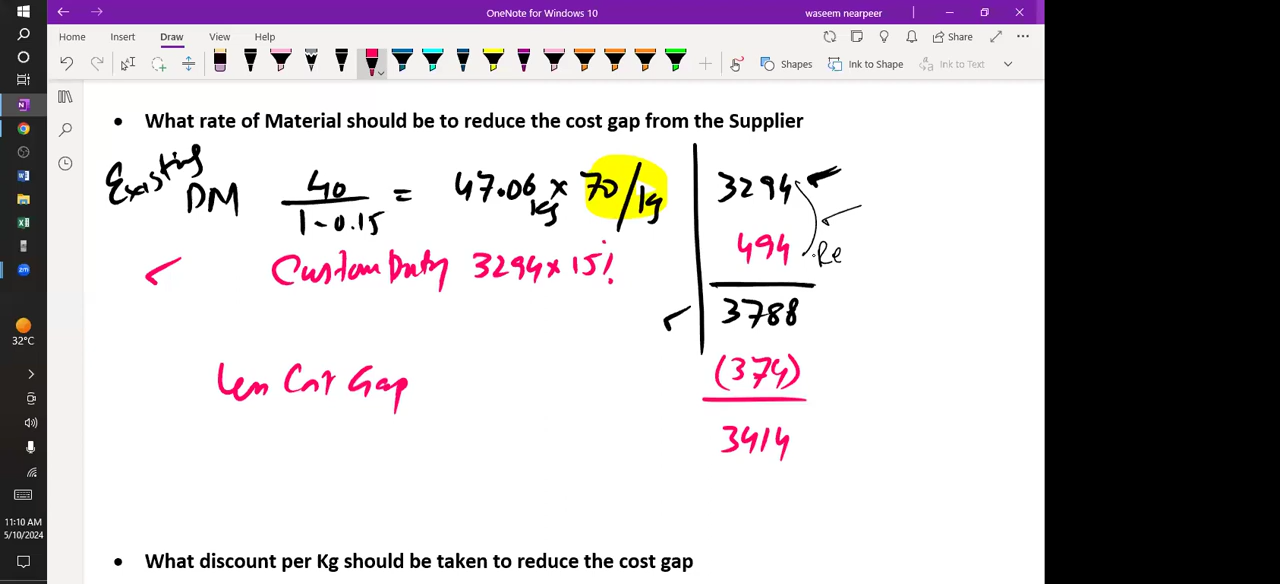 OneNote for Windows 10
waseem nearpeer
Home Insert Draw View Help
Share
Shapes
Ink to Shape
Ink to Text
• What rate of Material should be to reduce the cost gap from the Supplier
Existing
DM 40 / 1-0.15 = 47.06 kg × 70/kg 3294
494
Re
Custom Duty 3294×15%
3788
Less Cost Gap (374)
3414
32°C
11:10 AM
5/10/2024
• What discount per Kg should be taken to reduce the cost gap